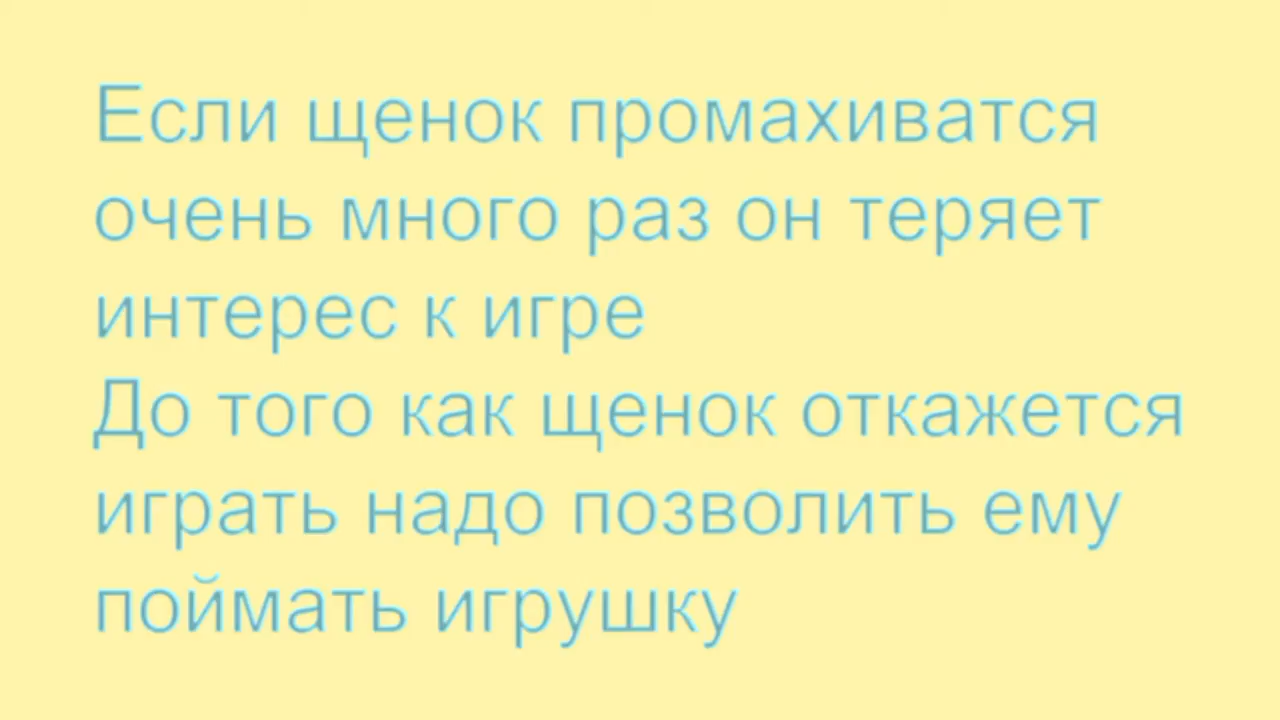 Если щенок промахиватся
очень много раз он теряет
интерес к игре
До того как щенок откажется
играть надо позволить ему
поймать игрушку